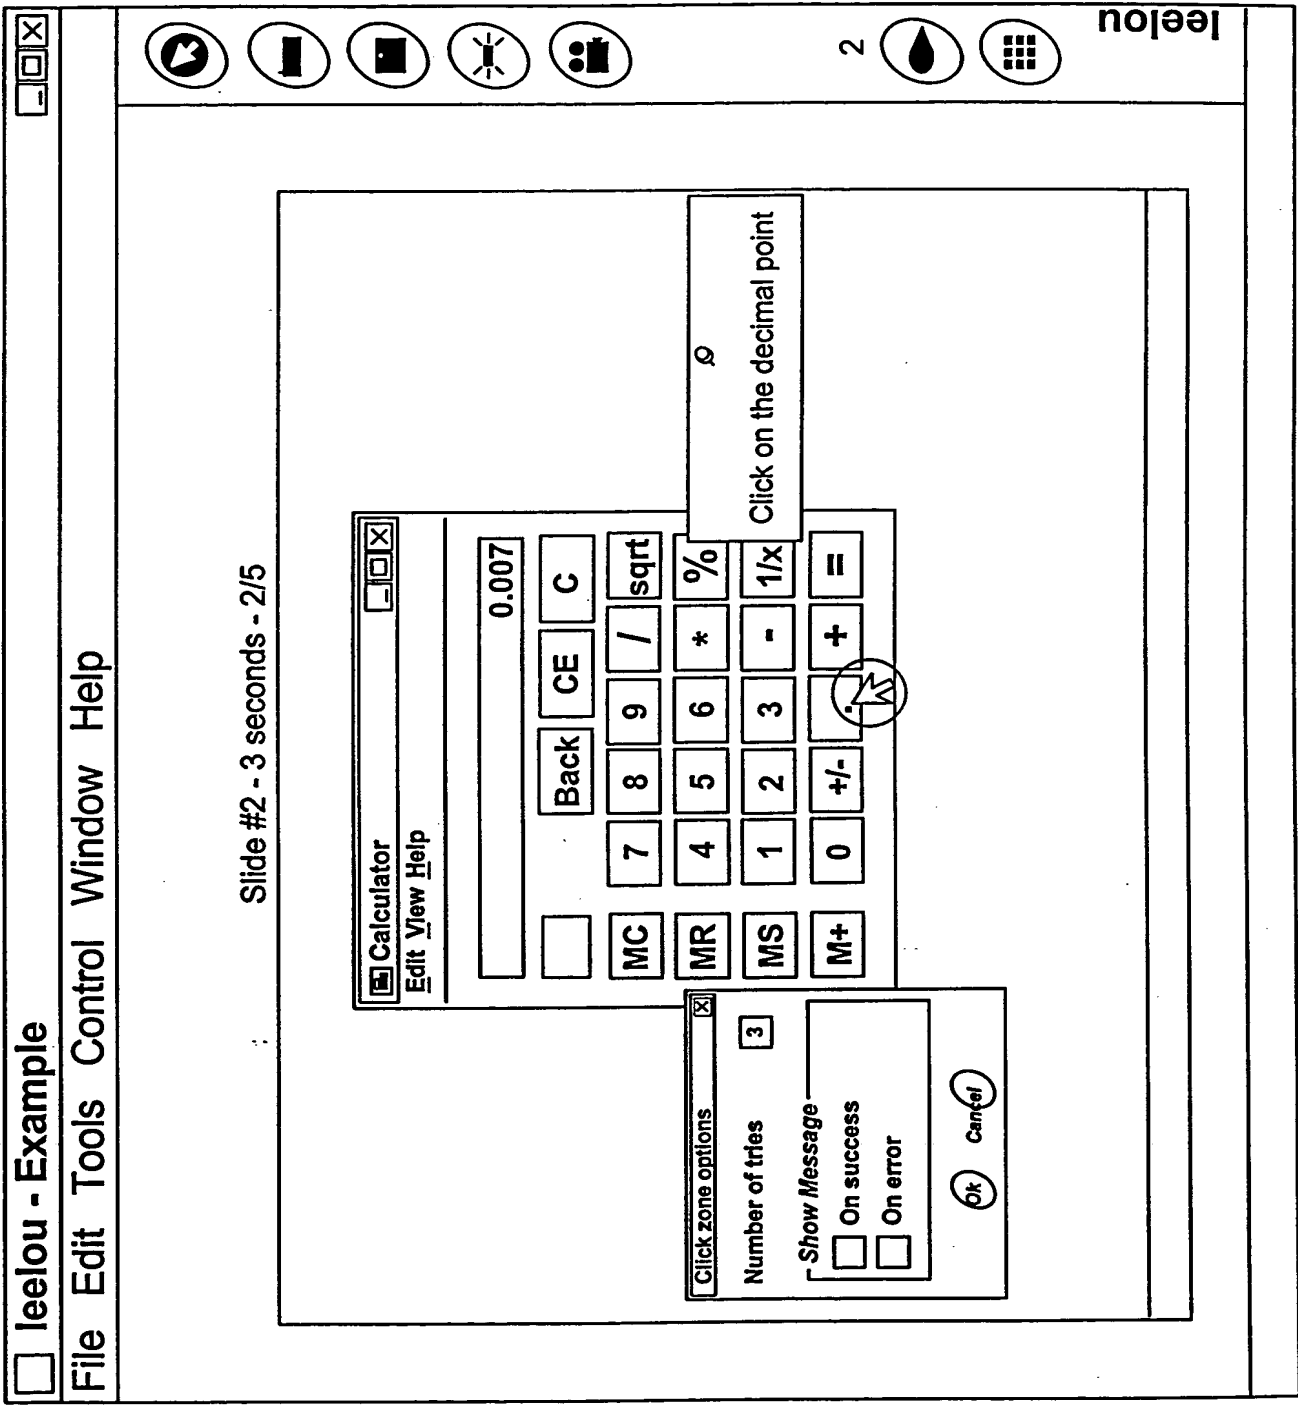 leelou - Example
File Edit Tools Control Window Help
Slide #2 - 3 seconds - 2/5
Calculator
Edit View Help
0.007
Back CE C
MC 7 8 9 / sqrt
MR 4 5 6 * %
MS 1 2 3 - 1/x
M+ 0 +/- . + =
Click on the decimal point
Click zone options
Number of tries 3
Show Message
On success
On error
Ok Cancel
2
leelou